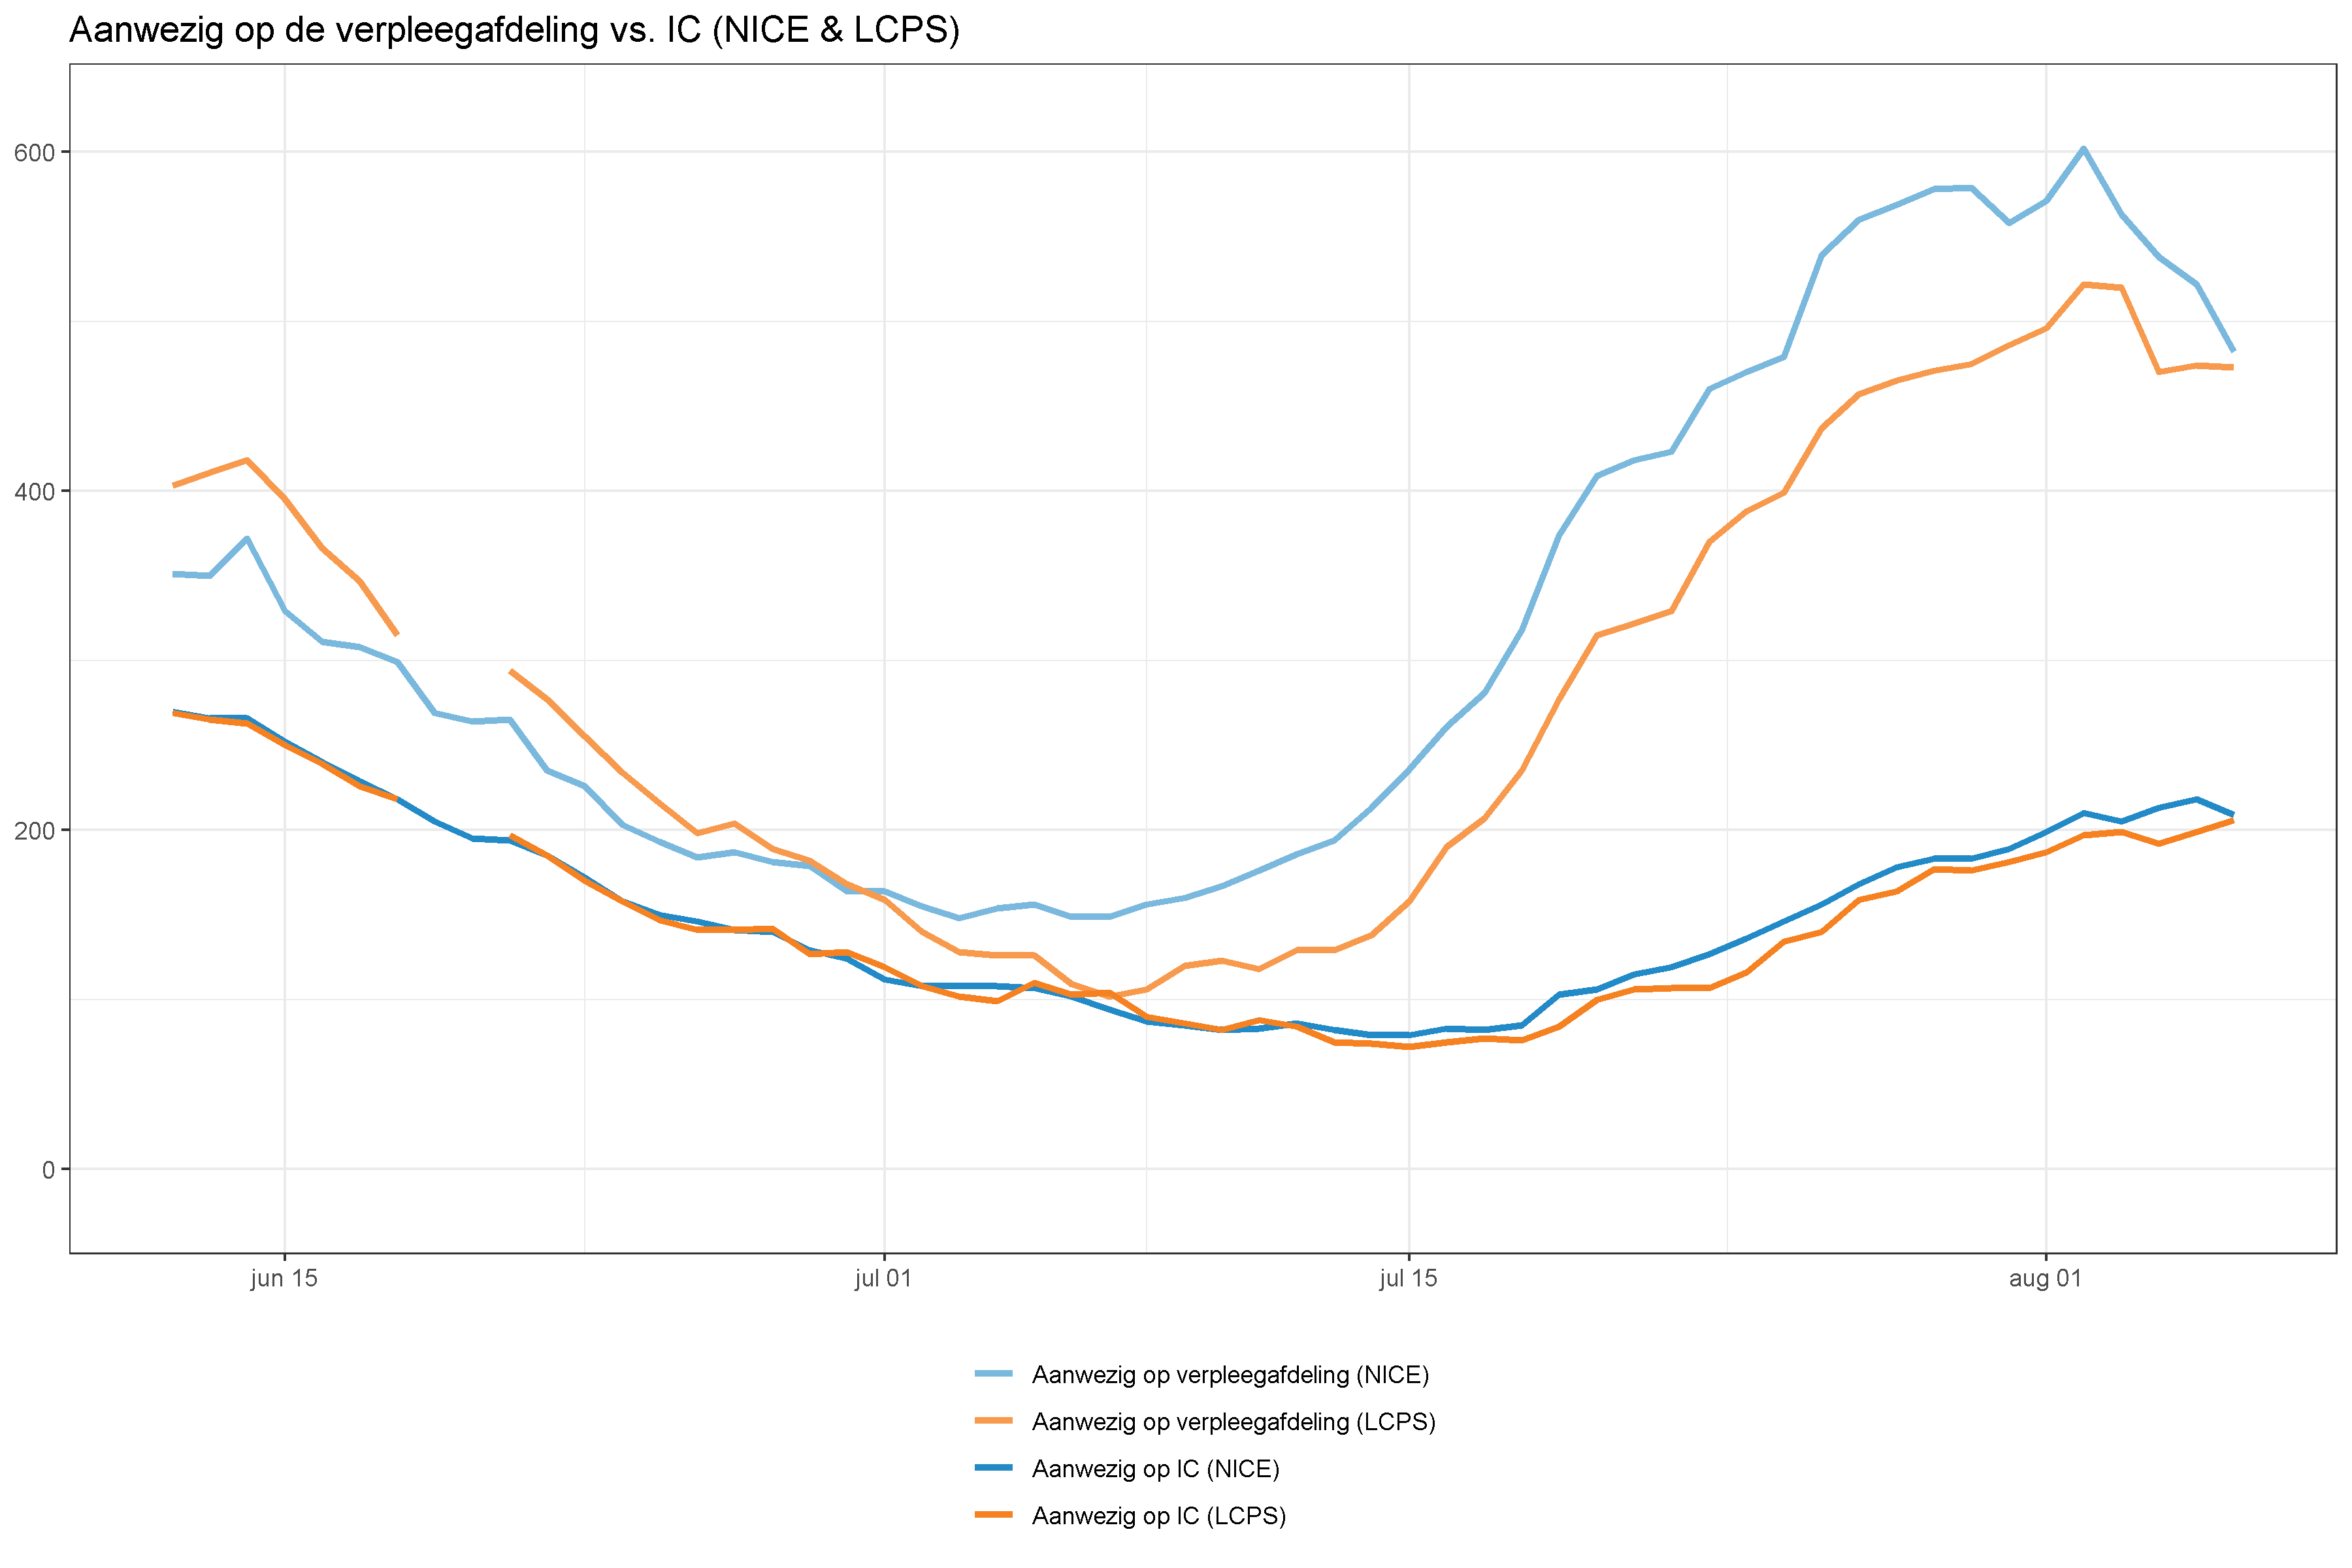 Aanwezig op de verpleegafdeling vs. IC (NICE & LCPS)
600
400
200
0
jun 15 jul 01 jul 15 aug 01
Aanwezig op verpleegafdeling (NICE)
Aanwezig op verpleegafdeling (LCPS)
Aanwezig op IC (NICE)
Aanwezig op IC (LCPS)